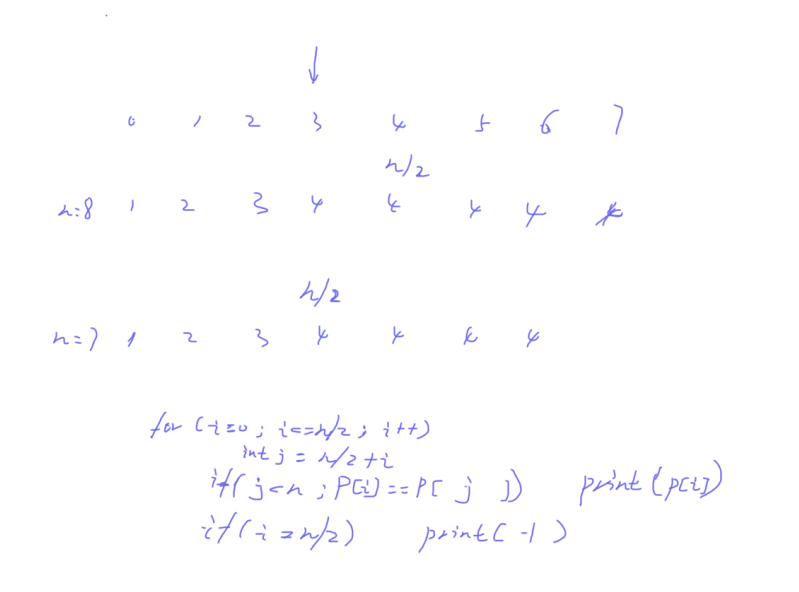 0 1 2 3 4 5 6 7
n/2
n=8 1 2 3 4 4 4 4 4
n/2
n=7 1 2 3 4 4 4 4
for (i=0; i<=n/2; i++)
int j = n/2+i
if( j<n ; P[i]==P[ j ]) print(p[i])
if(i=n/2) print( -1 )